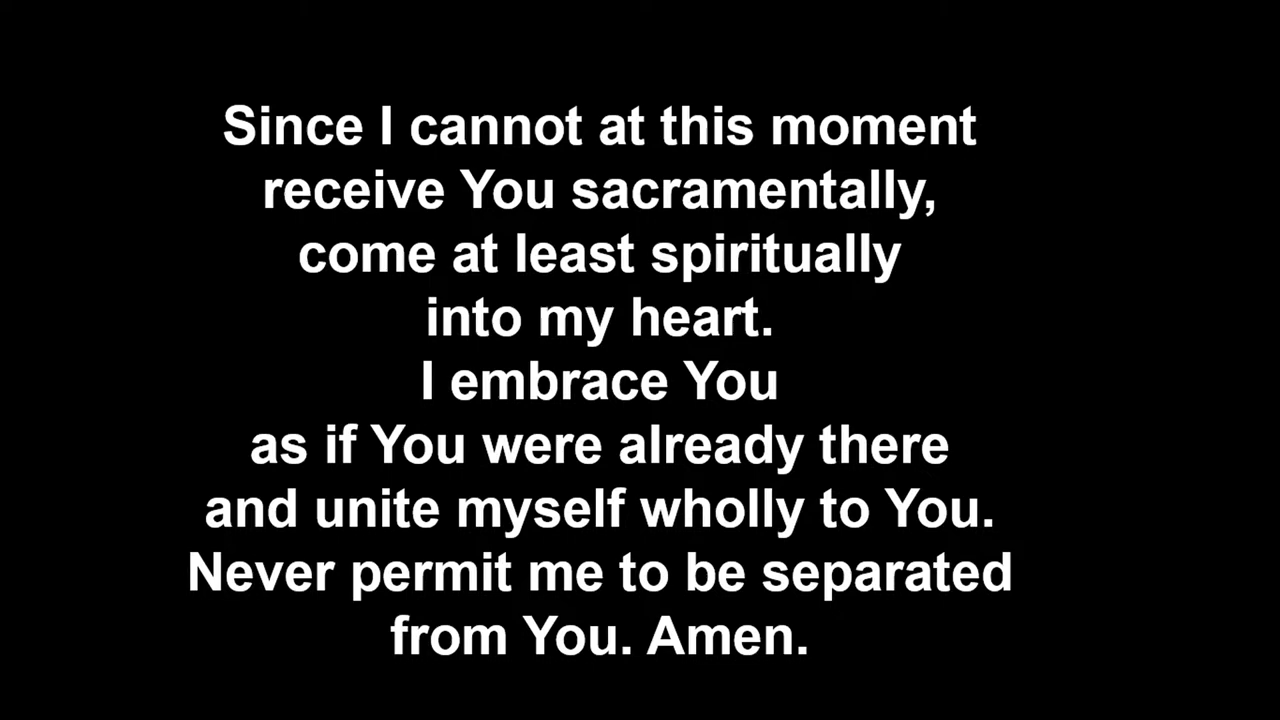 Since I cannot at this moment
receive You sacramentally,
come at least spiritually
into my heart.
I embrace You
as if You were already there
and unite myself wholly to You.
Never permit me to be separated
from You. Amen.